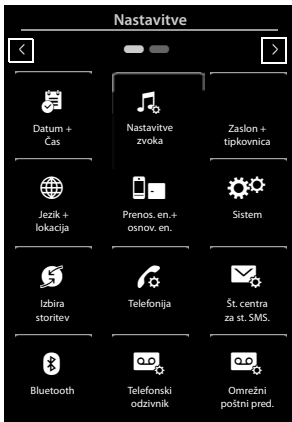 Nastavitve
Datum +
Čas
Nastavitve
zvoka
Zaslon +
tipkovnica
Jezik +
lokacija
Prenos. en.+
osnov. en.
Sistem
Izbira
storitev
Telefonija
Št. centra
za st. SMS.
Bluetooth
Telefonski
odzivnik
Omrežni
poštni pred.